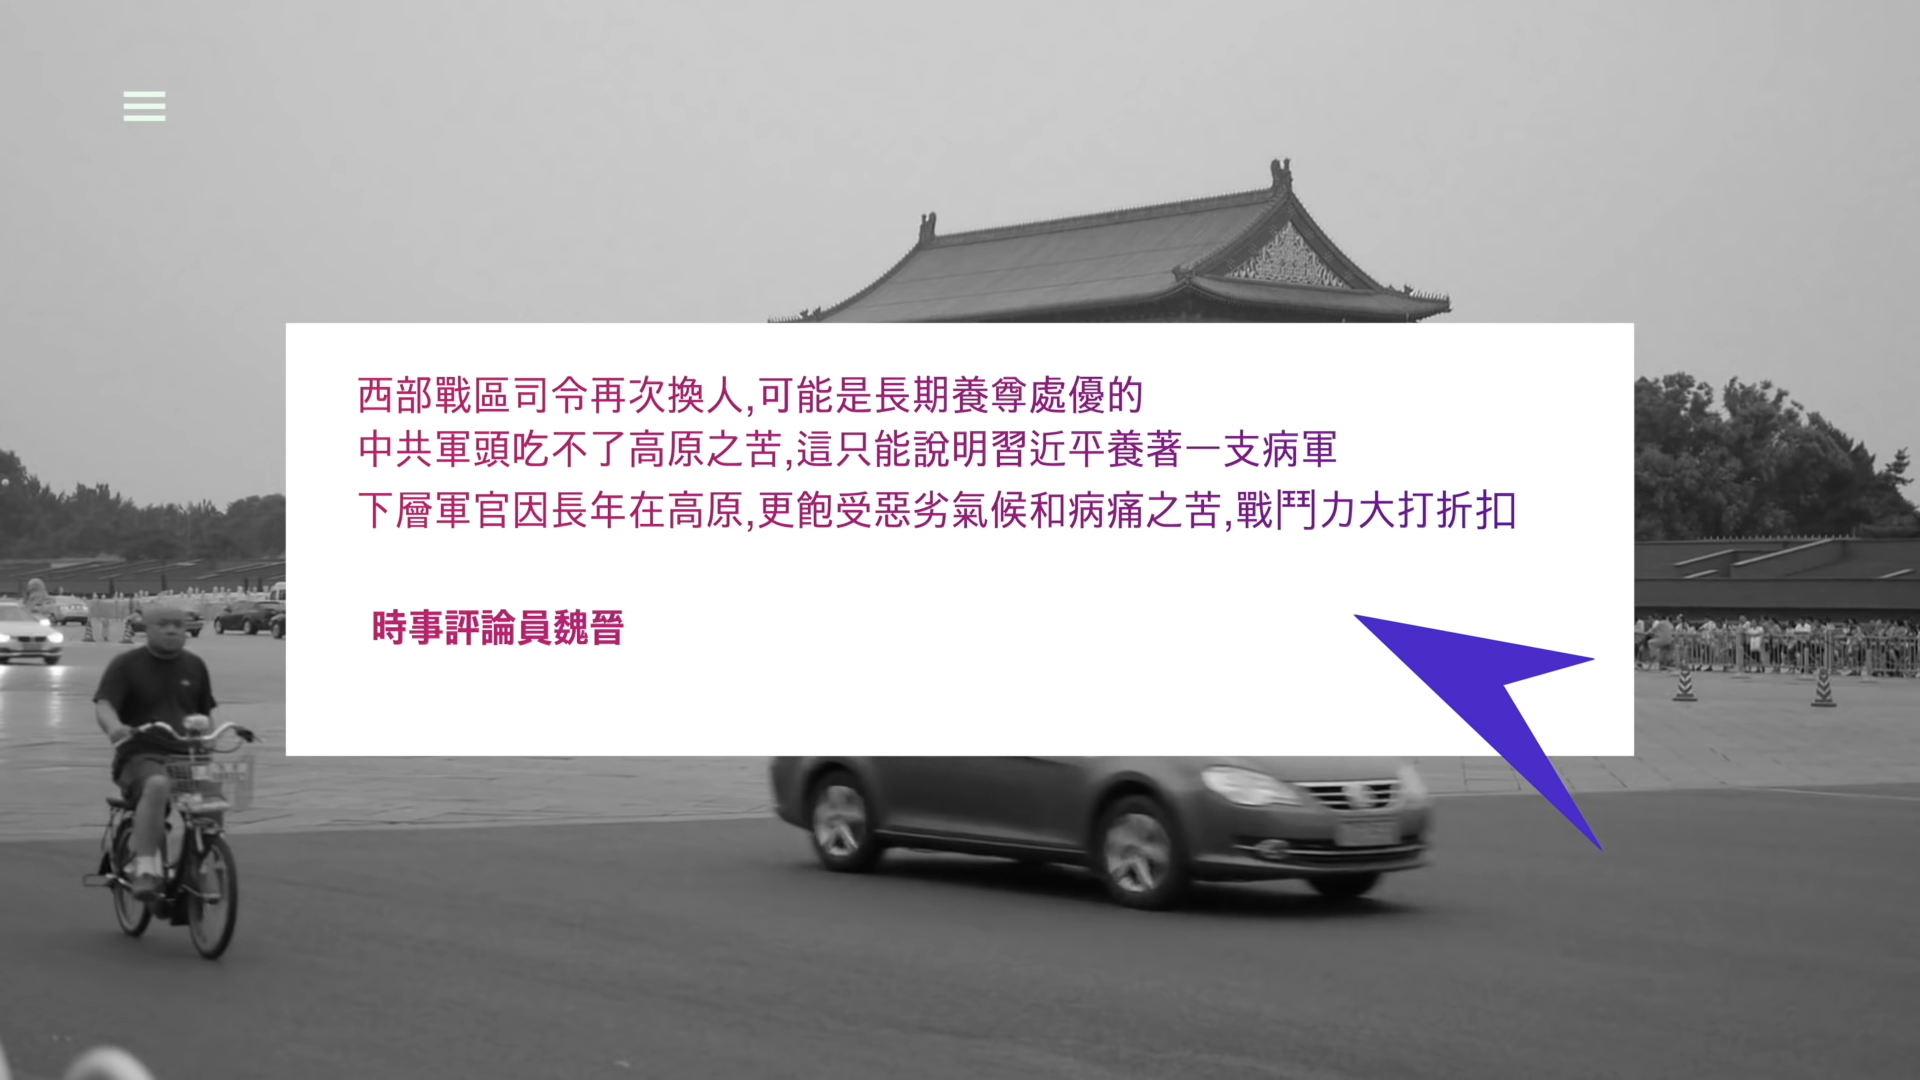 西部戰區司令再次換人,可能是長期養尊處優的
中共軍頭吃不了高原之苦,這只能說明習近平養著一支病軍
下層軍官因長年在高原,更飽受惡劣氣候和病痛之苦,戰鬥力大打折扣
時事評論員魏晉